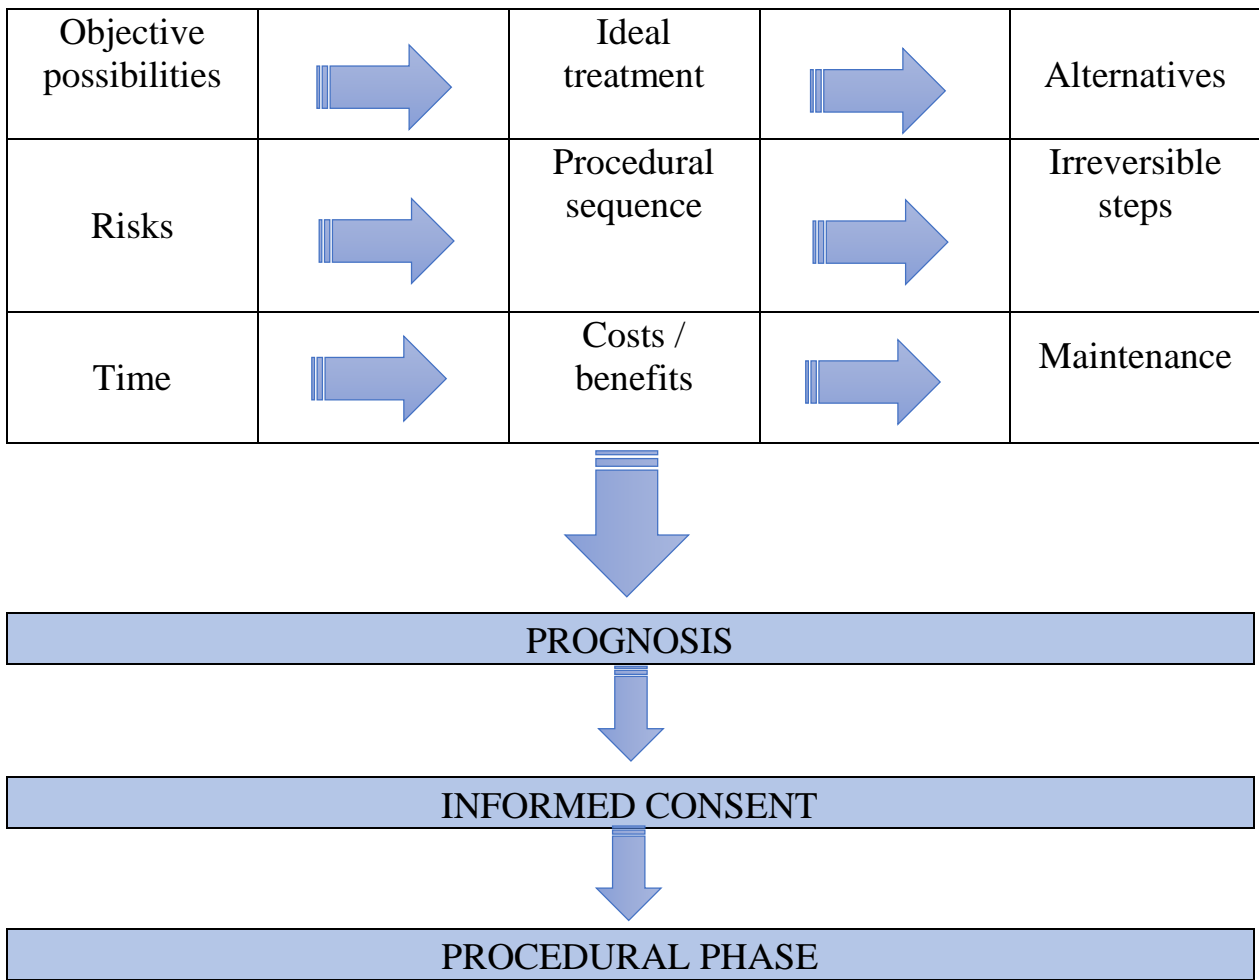 Objective
possibilities
Ideal
treatment
Alternatives
Risks
Procedural
sequence
Irreversible
steps
Time
Costs /
benefits
Maintenance
PROGNOSIS
INFORMED CONSENT
PROCEDURAL PHASE